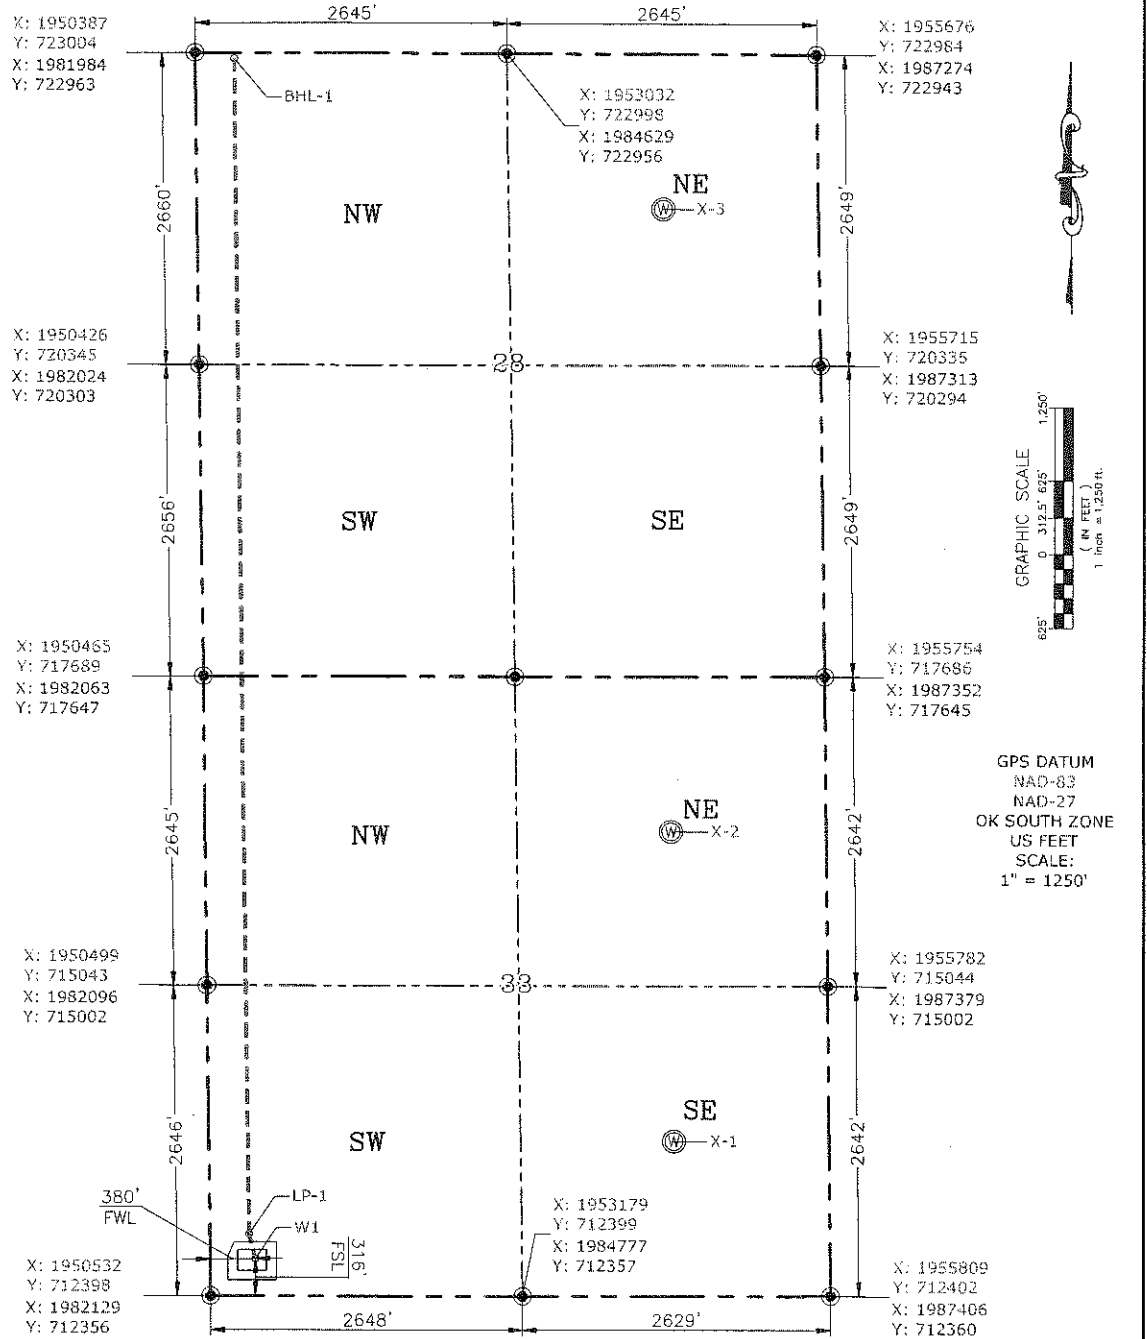 2645'
2645'
X: 1950387
Y: 723004
X: 1981984
Y: 722963
X: 1955676
Y: 722984
X: 1987274
Y: 722943
BHL-1
X: 1953032
Y: 722998
X: 1984629
Y: 722956
2660'
NW
NE
W
X-3
2649'
X: 1950426
Y: 720345
X: 1982024
Y: 720303
28
X: 1955715
Y: 720335
X: 1987313
Y: 720294
GRAPHIC SCALE
625' 0 312.5' 625' 1,250'
( IN FEET )
1 inch = 1,250 ft.
2656'
SW
SE
2649'
X: 1950465
Y: 717689
X: 1982063
Y: 717647
X: 1955754
Y: 717686
X: 1987352
Y: 717645
GPS DATUM
NAD-83
NAD-27
OK SOUTH ZONE
US FEET
SCALE:
1" = 1250'
2645'
NW
NE
W
X-2
2642'
X: 1950499
Y: 715043
X: 1982096
Y: 715002
33
X: 1955782
Y: 715044
X: 1987379
Y: 715002
2646'
SW
SE
W
X-1
2642'
380'
FWL
LP-1
W1
316'
FSL
X: 1953179
Y: 712399
X: 1984777
Y: 712357
X: 1950532
Y: 712398
X: 1982129
Y: 712356
X: 1955809
Y: 712402
X: 1987406
Y: 712360
2648'
2629'